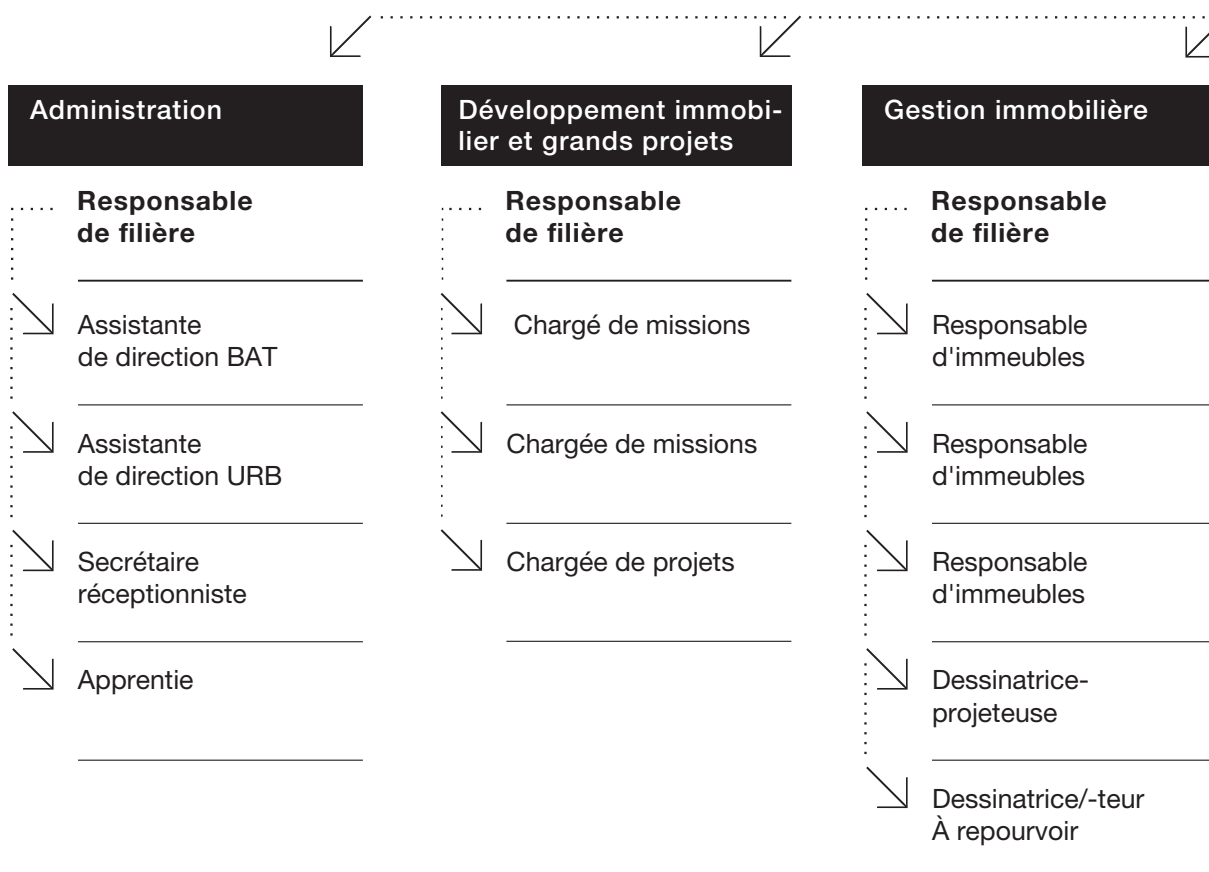 Administration
Responsable
de filière
Assistante
de direction BAT
Assistante
de direction URB
Secrétaire
réceptionniste
Apprentie
Développement immobi-
lier et grands projets
Responsable
de filière
Chargé de missions
Chargée de missions
Chargée de projets
Gestion immobilière
Responsable
de filière
Responsable
d'immeubles
Responsable
d'immeubles
Responsable
d'immeubles
Dessinatrice-
projeteuse
Dessinatrice/-teur
À repourvoir